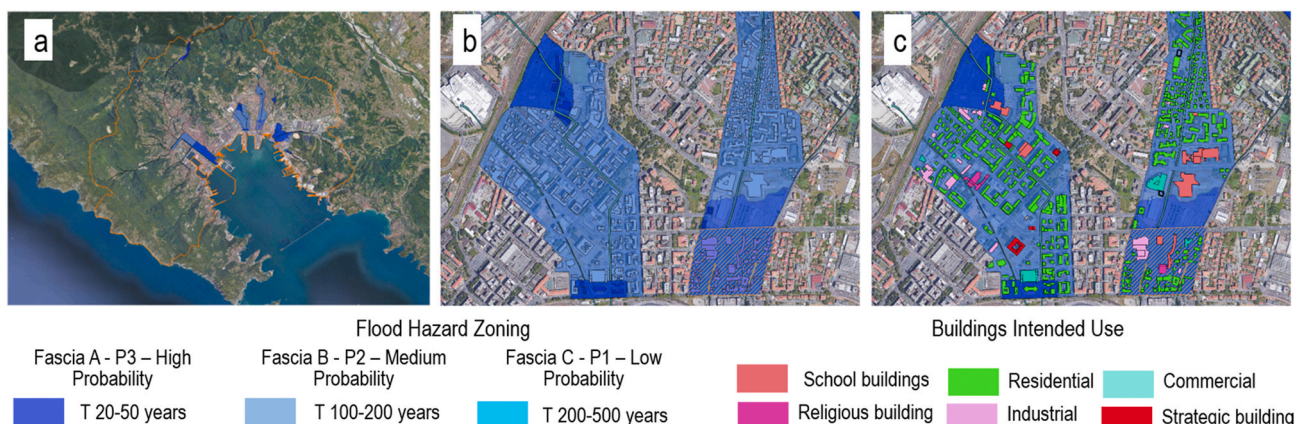 a
b
c
Flood Hazard Zoning
Buildings Intended Use
Fascia A - P3 – High
Probability
Fascia B - P2 – Medium
Probability
Fascia C - P1 – Low
Probability
T 20-50 years
T 100-200 years
T 200-500 years
School buildings
Residential
Commercial
Religious building
Industrial
Strategic building